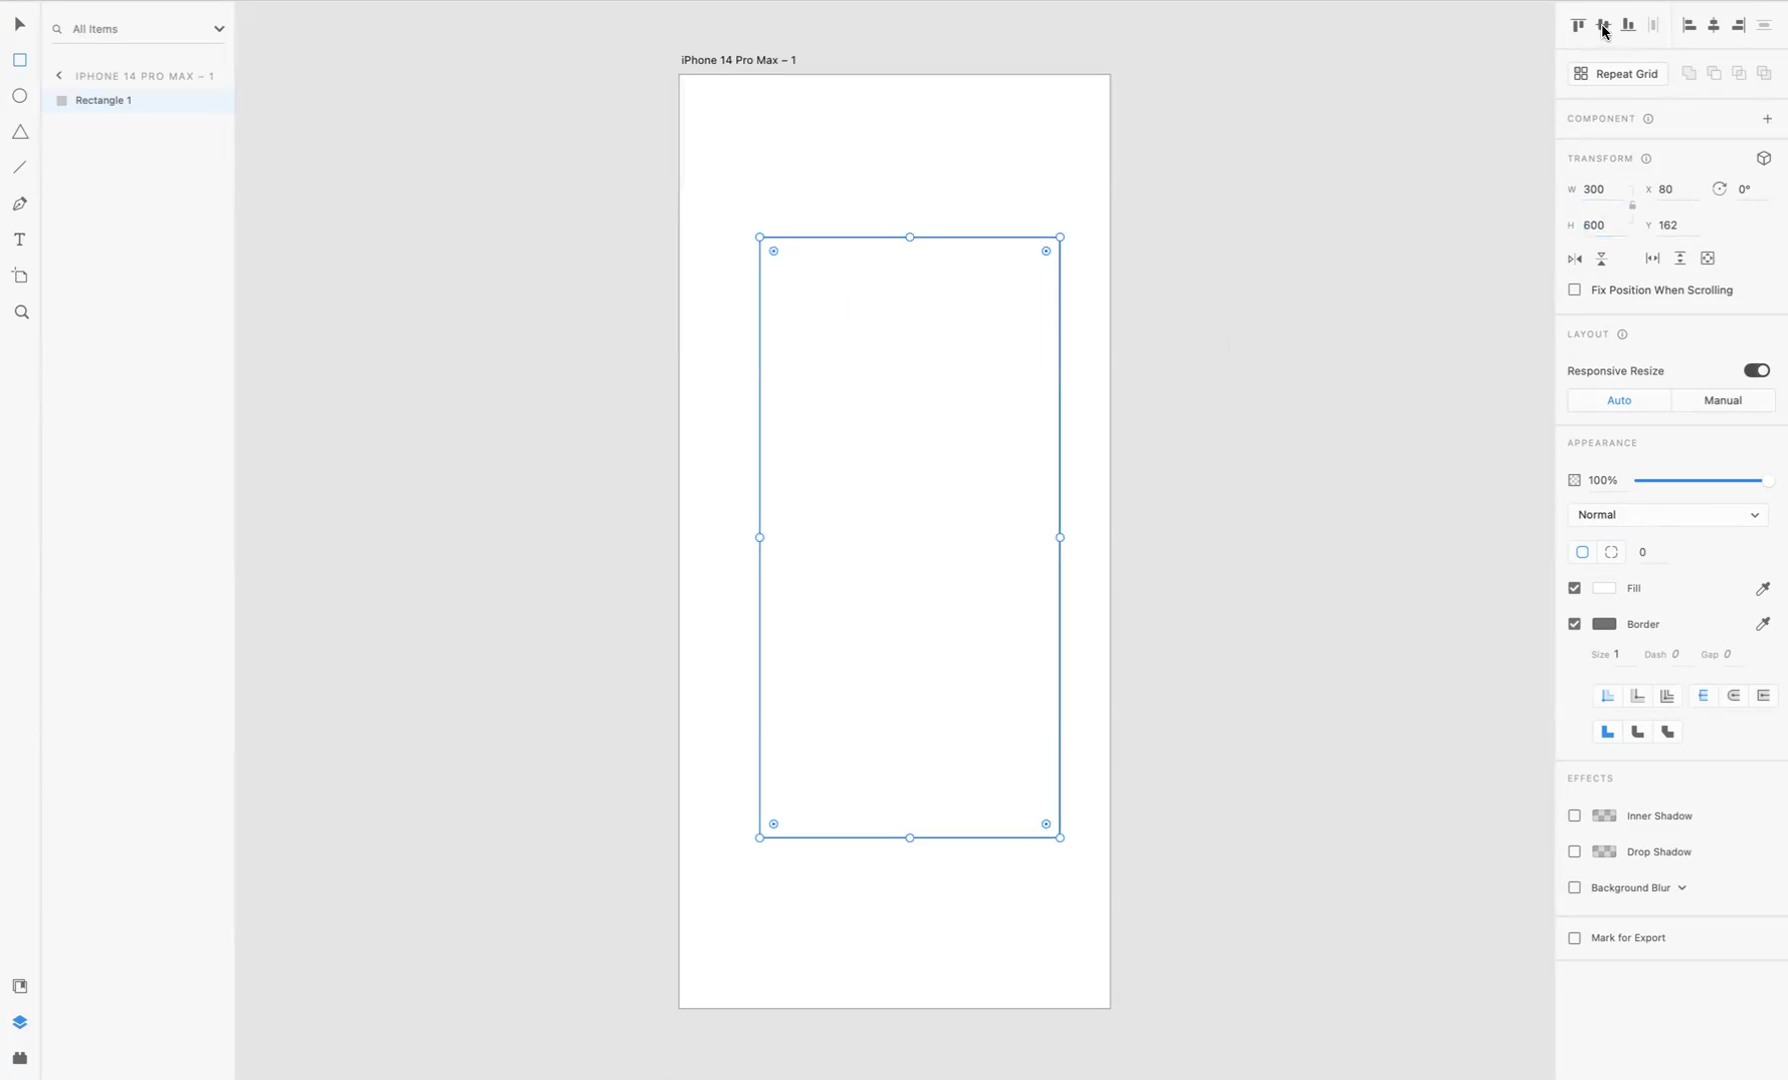 All Items
IPHONE 14 PRO MAX – 1
Rectangle 1
iPhone 14 Pro Max – 1
Repeat Grid
COMPONENT
TRANSFORM
W 300 X 80 0°
H 600 Y 162
Fix Position When Scrolling
LAYOUT
Responsive Resize
Auto Manual
APPEARANCE
100%
Normal
0
Fill
Border
Size 1 Dash 0 Gap 0
EFFECTS
Inner Shadow
Drop Shadow
Background Blur
Mark for Export